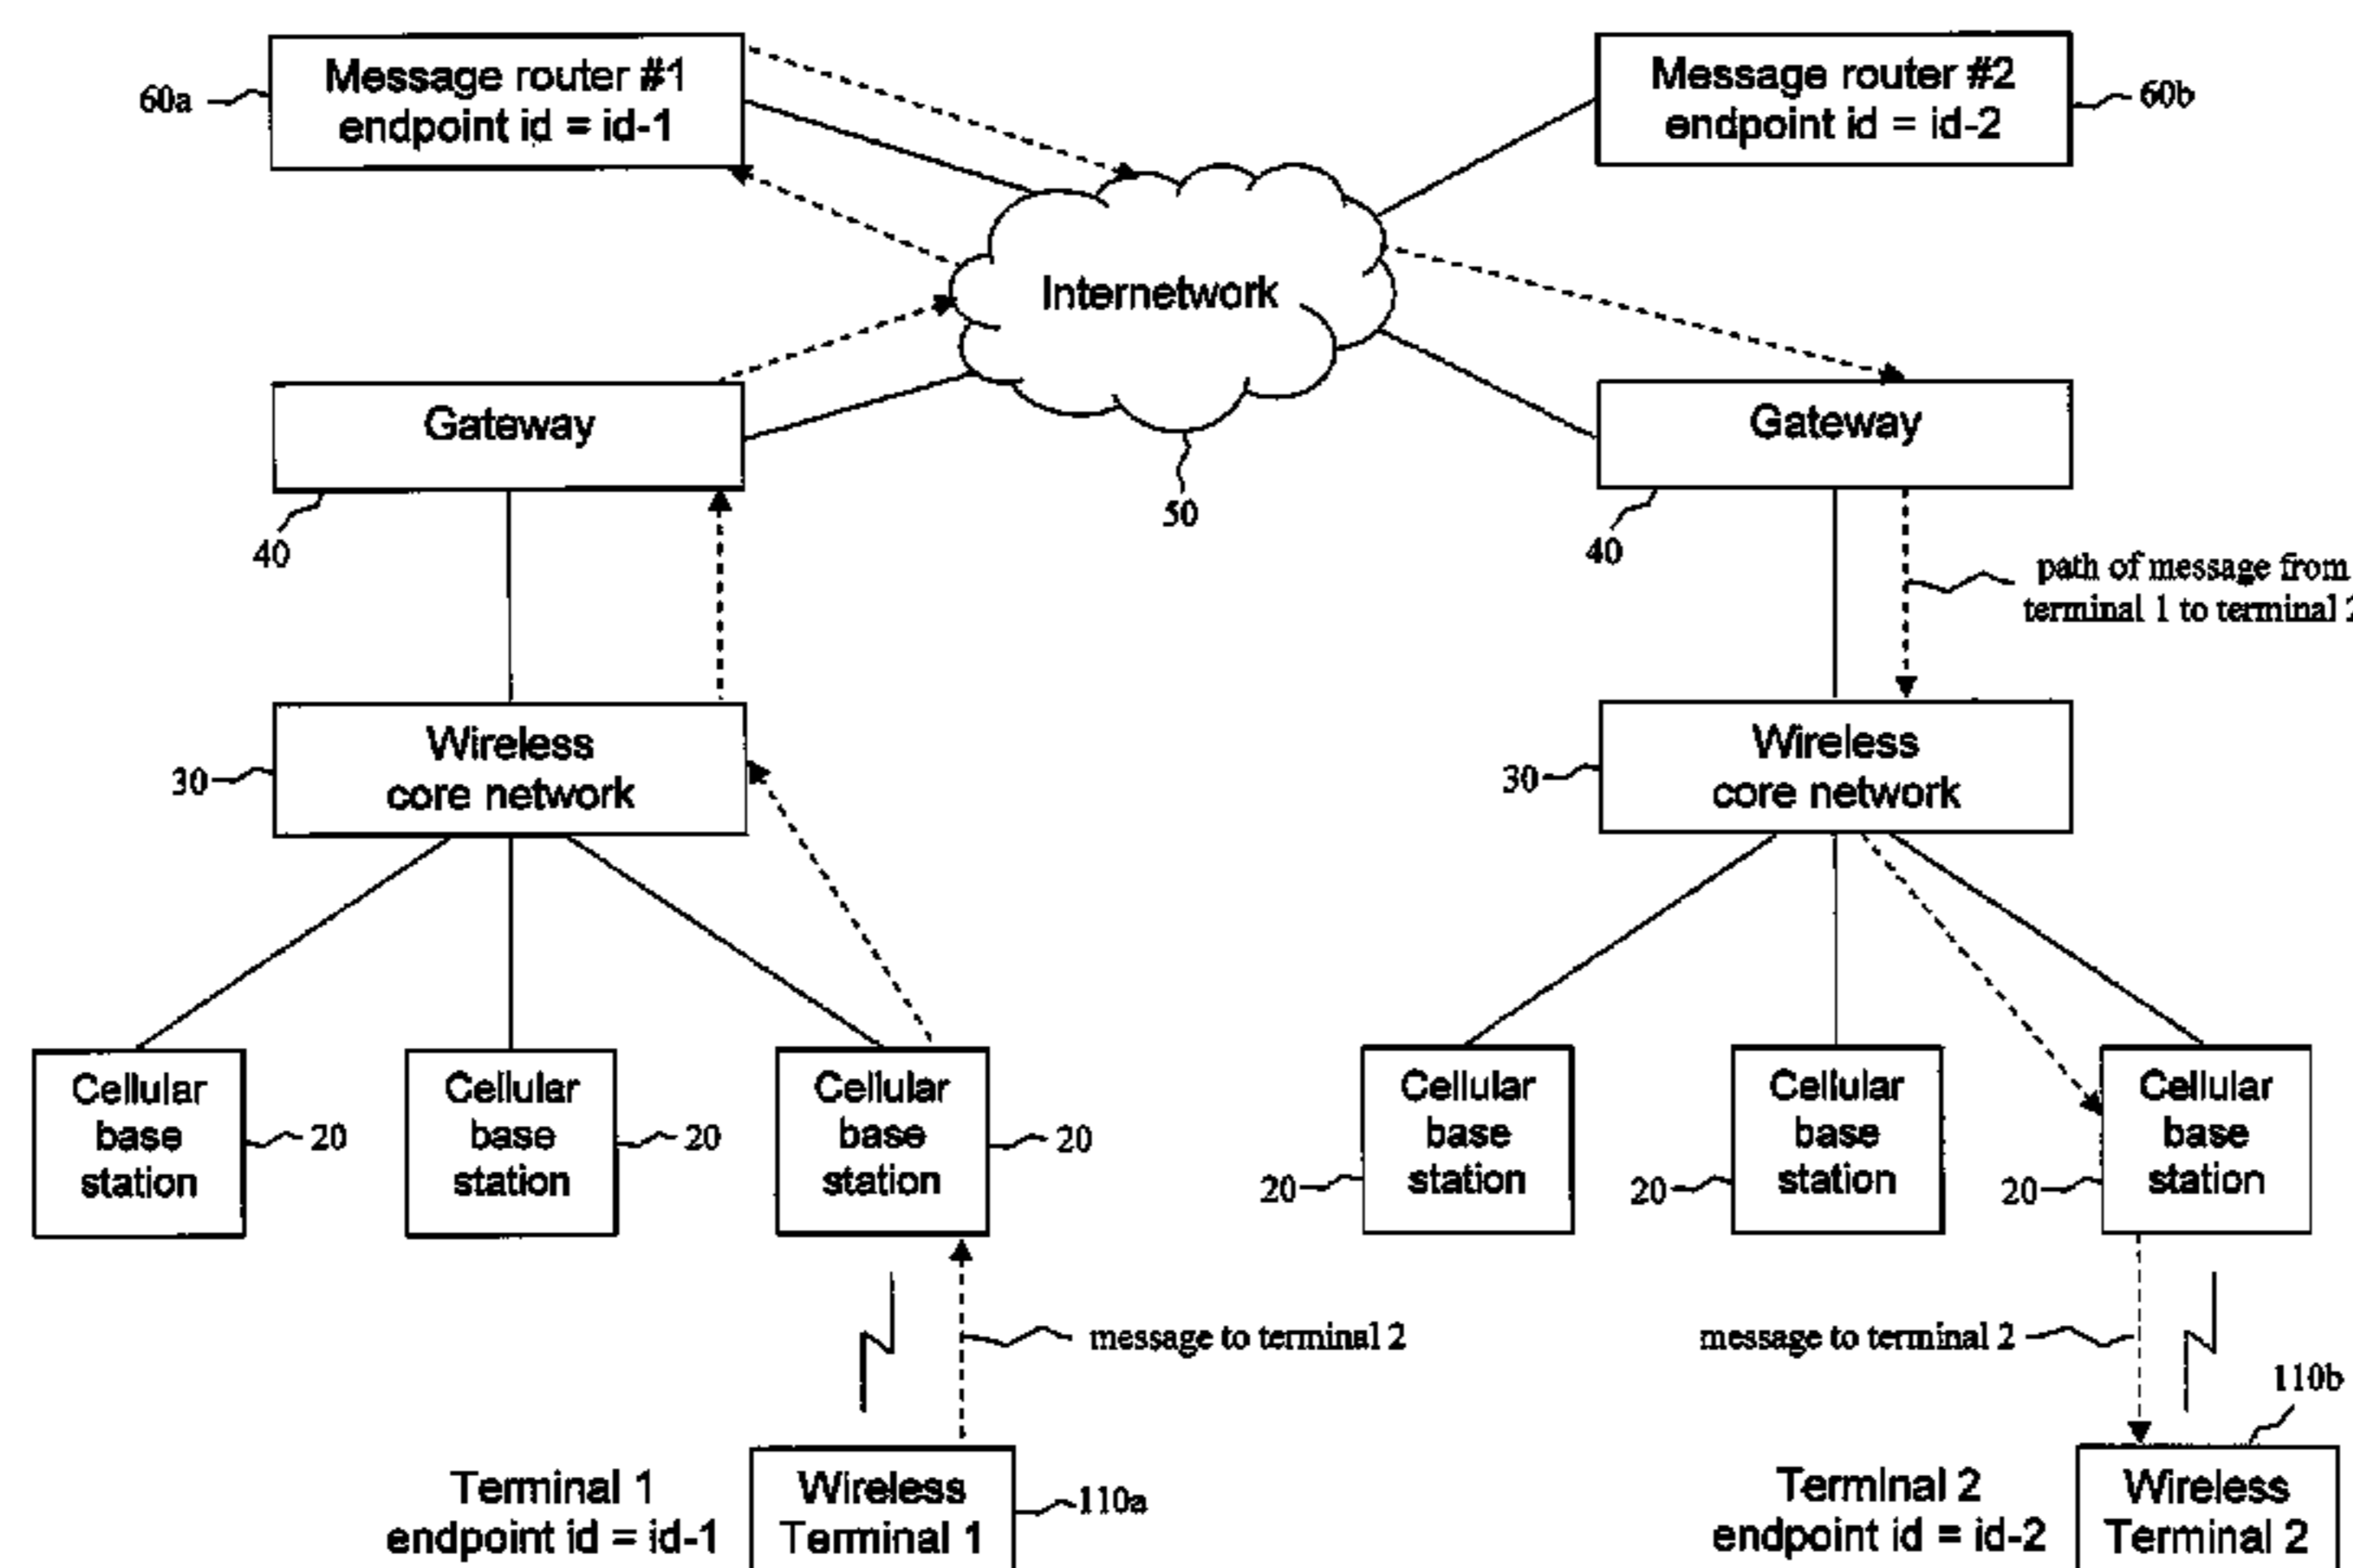 Message router #1
endpoint id = id-1
60a
Message router #2
endpoint id = id-2
60b
Internetwork
50
Gateway
40
Gateway
40
path of message from
terminal 1 to terminal 2
Wireless
core network
30
Wireless
core network
30
Cellular
base
station
20
Cellular
base
station
20
Cellular
base
station
20
Cellular
base
station
20
Cellular
base
station
20
Cellular
base
station
20
message to terminal 2
message to terminal 2
110b
Terminal 1
endpoint id = id-1
Wireless
Terminal 1
110a
Terminal 2
endpoint id = id-2
Wireless
Terminal 2